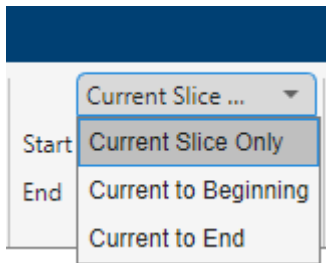 Current Slice ...
Start Current Slice Only
End Current to Beginning
Current to End